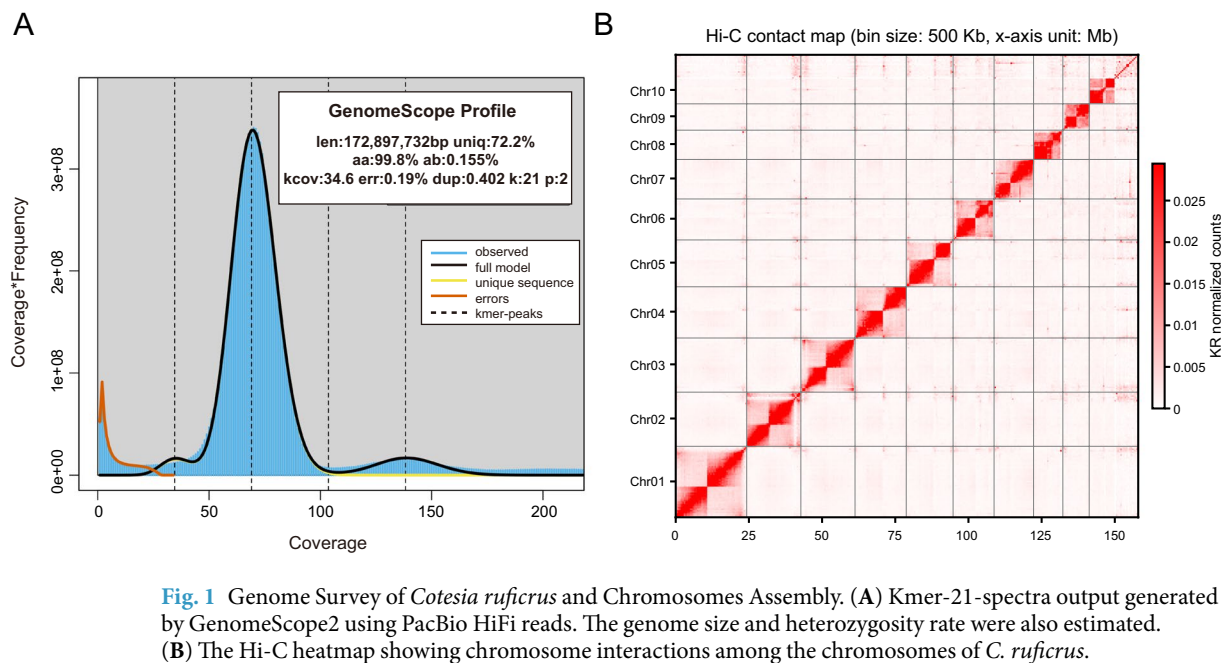 A
GenomeScope Profile
len:172,897,732bp uniq:72.2%
aa:99.8% ab:0.155%
kcov:34.6 err:0.19% dup:0.402 k:21 p:2
observed
full model
unique sequence
errors
kmer-peaks
Coverage*Frequency
3e+08
2e+08
1e+08
0e+00
0 50 100 150 200
Coverage
B
Hi-C contact map (bin size: 500 Kb, x-axis unit: Mb)
Chr10
Chr09
Chr08
Chr07
Chr06
Chr05
Chr04
Chr03
Chr02
Chr01
0 25 50 75 100 125 150
0.025
0.02
0.015
0.01
0.005
0
KR normalized counts
Fig. 1 Genome Survey of Cotesia ruficrus and Chromosomes Assembly. (A) Kmer-21-spectra output generated
by GenomeScope2 using PacBio HiFi reads. The genome size and heterozygosity rate were also estimated.
(B) The Hi-C heatmap showing chromosome interactions among the chromosomes of C. ruficrus.